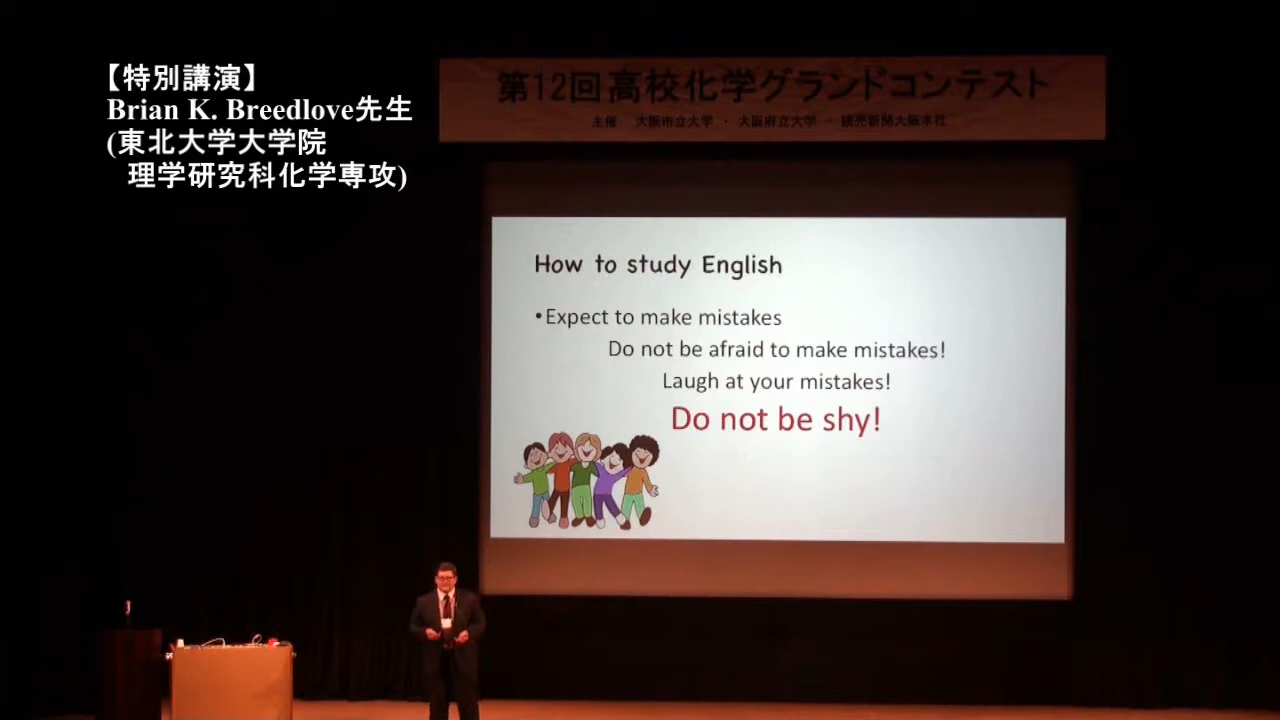 【特別講演】
Brian K. Breedlove先生
(東北大学大学院
理学研究科化学専攻)
第12回高校化学グランドコンテスト
主催 大阪市立大学 ・ 大阪府立大学 ・ 読売新聞大阪本社
How to study English
•Expect to make mistakes
Do not be afraid to make mistakes!
Laugh at your mistakes!
Do not be shy!